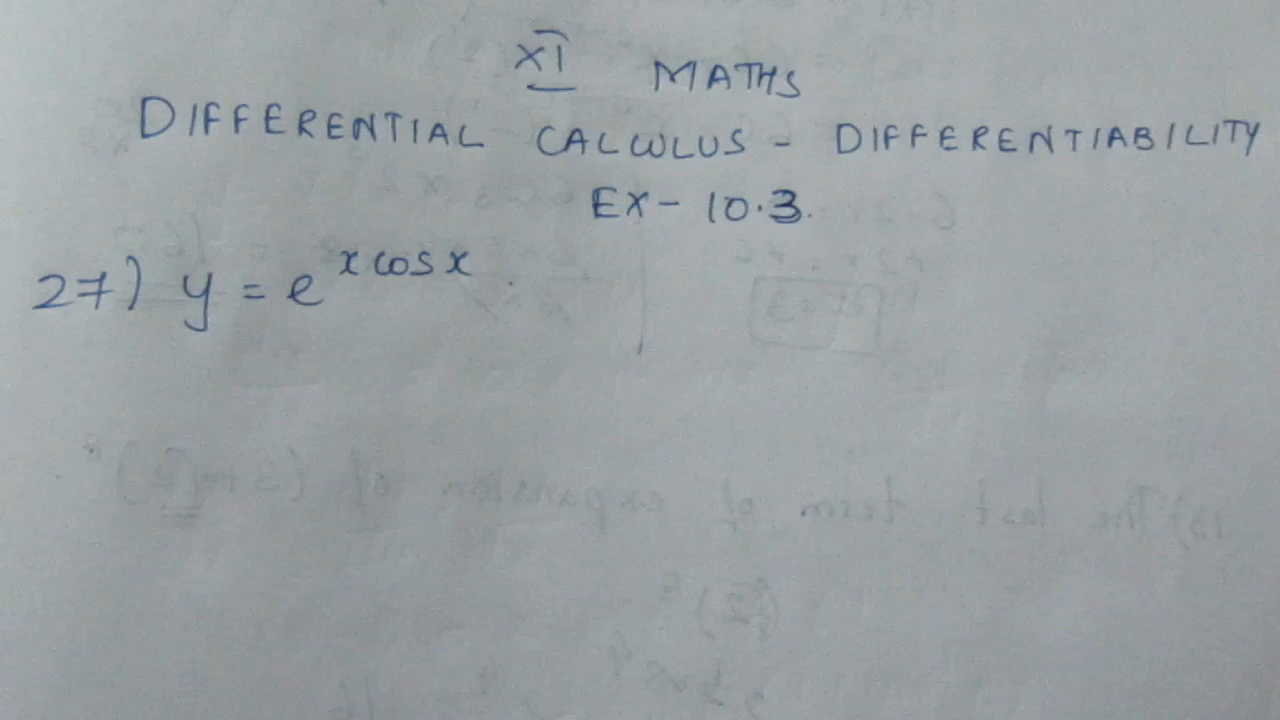 XI MATHS
DIFFERENTIAL CALCULUS - DIFFERENTIABILITY
EX - 10.3.
27) y = e^{x cos x}.